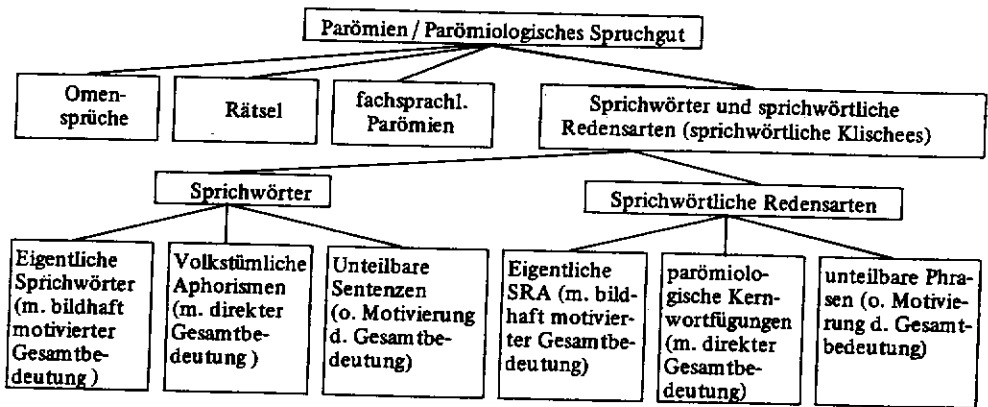 Parömien / Parömiologisches Spruchgut
Omen-
sprüche
Rätsel
fachsprachl.
Parömien
Sprichwörter und sprichwörtliche
Redensarten (sprichwörtliche Klischees)
Sprichwörter
Sprichwörtliche Redensarten
Eigentliche
Sprichwörter
(m. bildhaft
motivierter
Gesamtbe-
deutung )
Volkstümliche
Aphorismen
(m. direkter
Gesamtbe-
deutung )
Unteilbare
Sentenzen
(o. Motivierung
d. Gesamtbe-
deutung)
Eigentliche
SRA (m. bild-
haft motivier-
ter Gesamtbe-
deutung)
parömiolo-
gische Kern-
wortfügungen
(m. direkter
Gesamtbe-
deutung)
unteilbare Phra-
sen (o. Motivie-
rung d. Gesamt-
bedeutung)